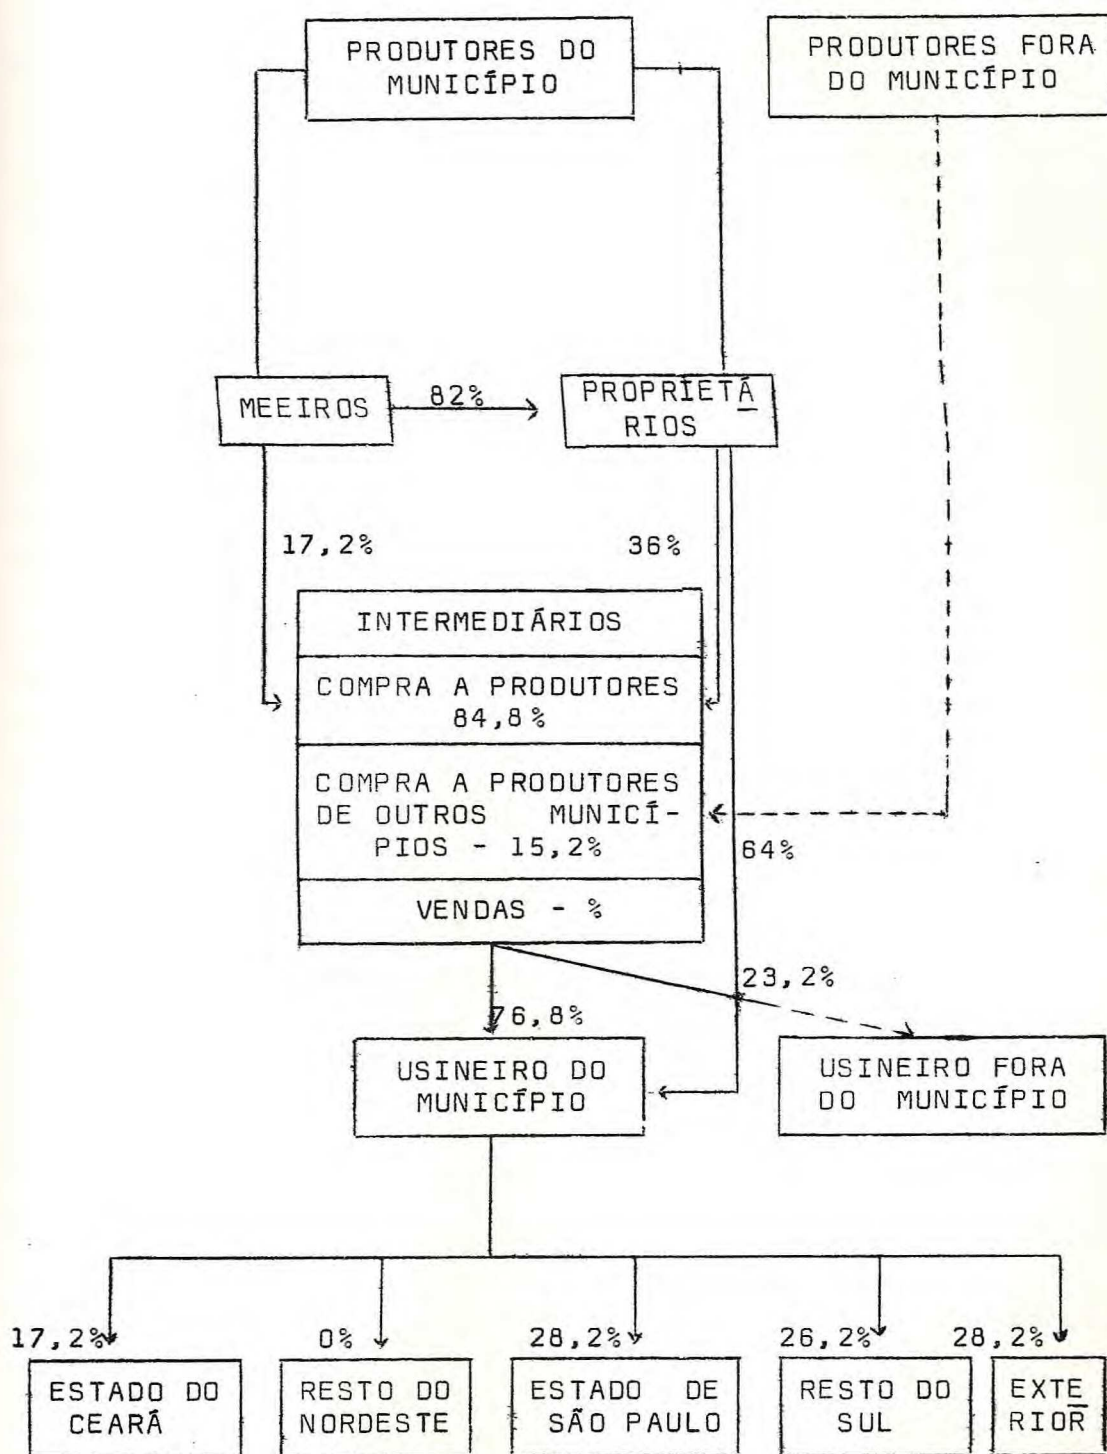 PRODUTORES DO
MUNICÍPIO
PRODUTORES FORA
DO MUNICÍPIO
MEEIROS
82%
PROPRIETÁ
RIOS
17,2%
36%
INTERMEDIÁRIOS
COMPRA A PRODUTORES
84,8%
COMPRA A PRODUTORES
DE OUTROS MUNICÍ-
PIOS - 15,2%
64%
VENDAS - %
23,2%
76,8%
USINEIRO DO
MUNICÍPIO
USINEIRO FORA
DO MUNICÍPIO
17,2%
0%
28,2%
26,2%
28,2%
ESTADO DO
CEARÁ
RESTO DO
NORDESTE
ESTADO DE
SÃO PAULO
RESTO DO
SUL
EXTE
RIOR